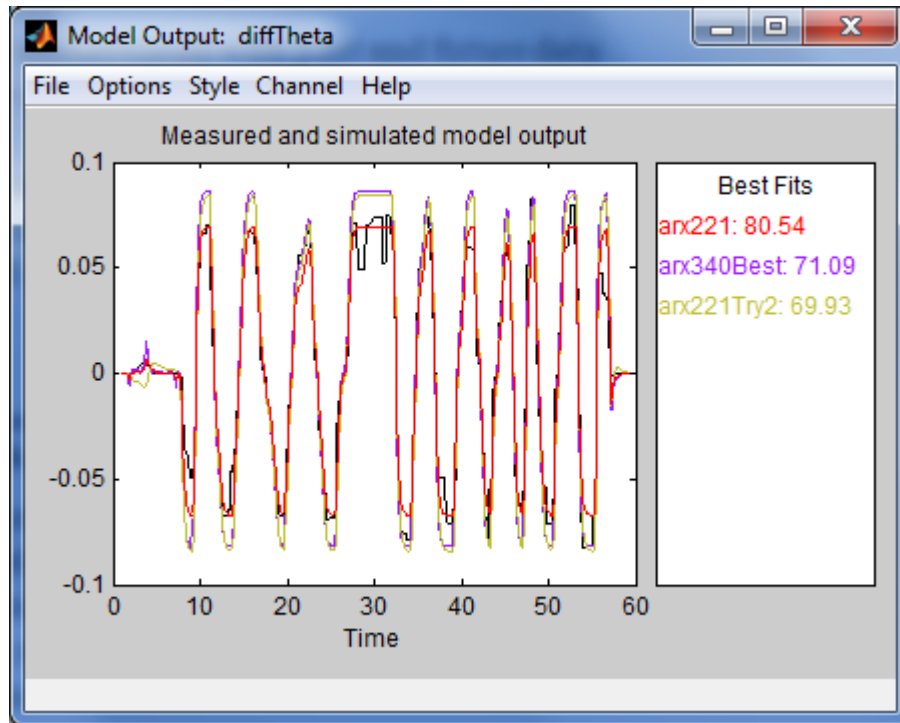 Model Output: diffTheta
File Options Style Channel Help
Measured and simulated model output
0.1
0.05
0
-0.05
-0.1
0 10 20 30 40 50 60
Time
Best Fits
arx221: 80.54
arx340Best: 71.09
arx221Try2: 69.93